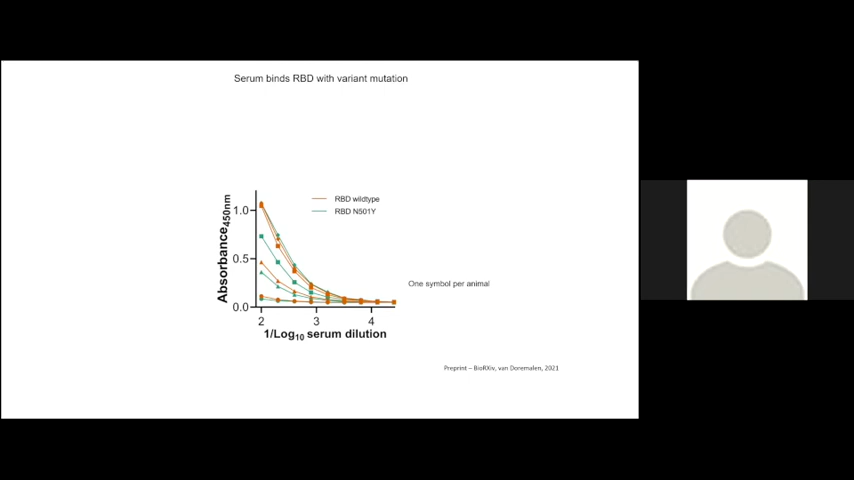 Serum binds RBD with variant mutation
RBD wildtype
RBD N501Y
Absorbance450nm
1.0
0.5
0.0
2 3 4
1/Log10 serum dilution
One symbol per animal
Preprint – BioRXiv, van Doremalen, 2021